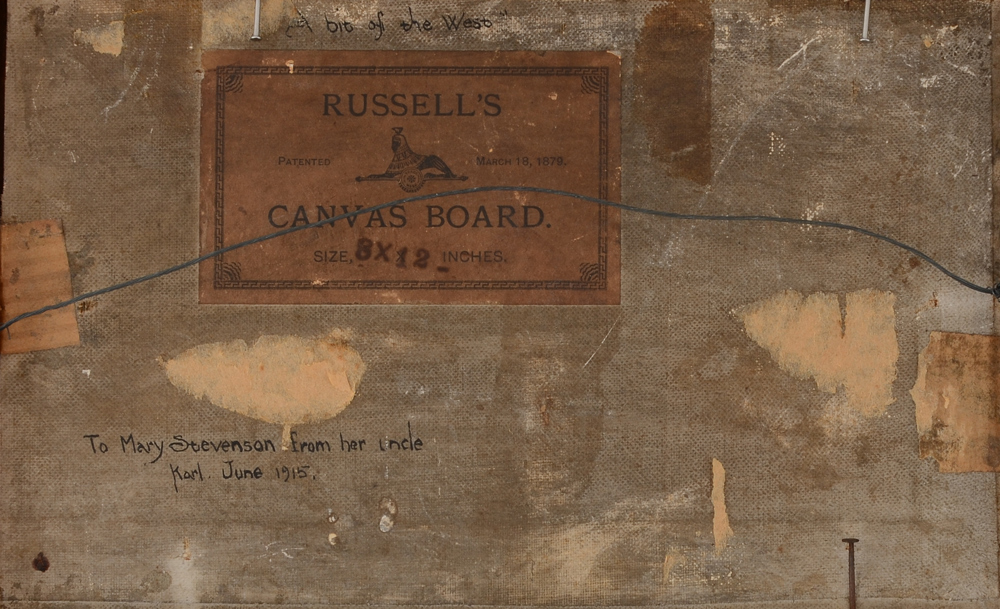 "A bit of the West"
RUSSELL'S
PATENTED MARCH 18, 1879.
CANVAS BOARD.
SIZE, 8X12 INCHES.
To Mary Stevenson from her uncle
Karl. June 1915.